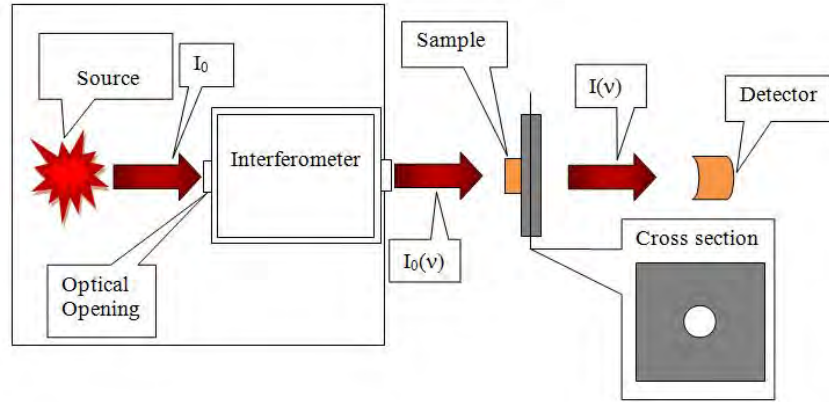 Source
I₀
Interferometer
Optical
Opening
I₀(ν)
Sample
I(ν)
Detector
Cross section